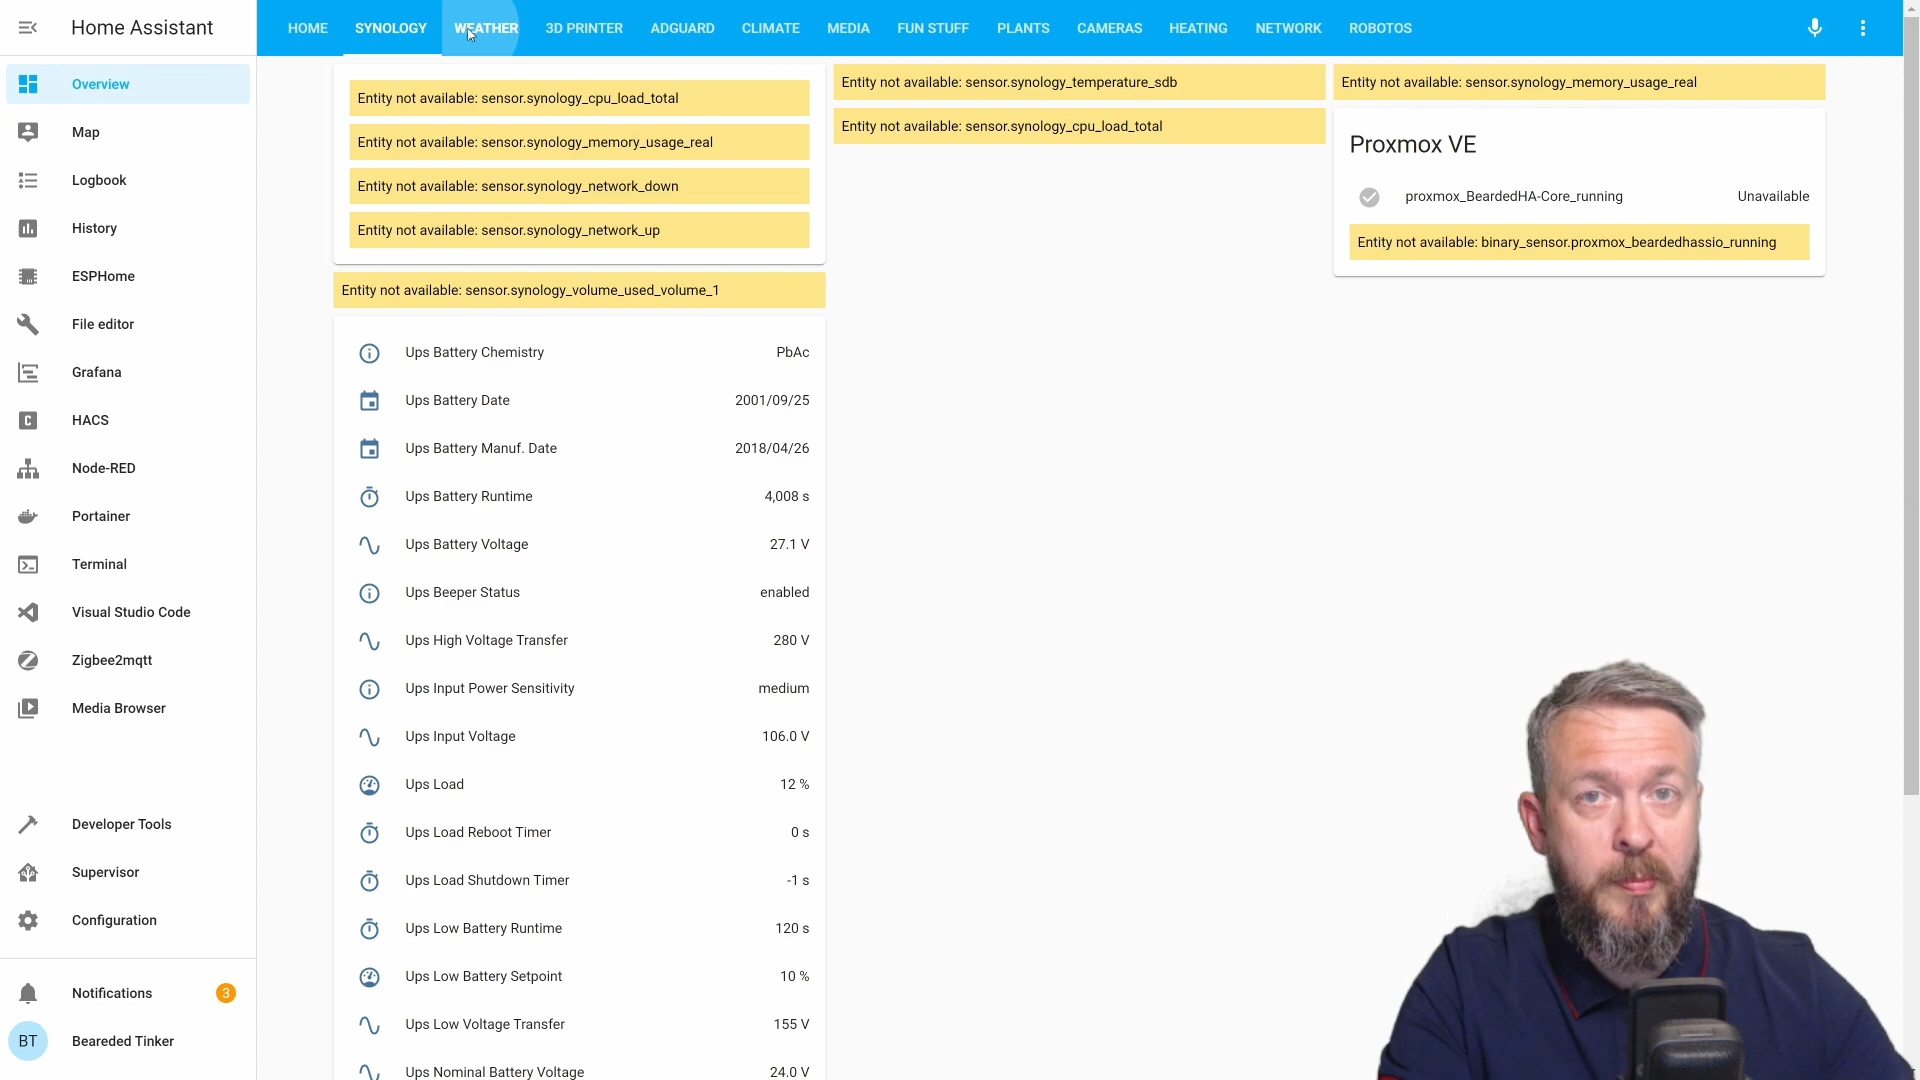 Home Assistant
HOME SYNOLOGY WEATHER 3D PRINTER ADGUARD CLIMATE MEDIA FUN STUFF PLANTS CAMERAS HEATING NETWORK ROBOTOS
Overview
Map
Logbook
History
ESPHome
File editor
Grafana
HACS
Node-RED
Portainer
Terminal
Visual Studio Code
Zigbee2mqtt
Media Browser
Developer Tools
Supervisor
Configuration
Notifications 3
BT Beareded Tinker
Entity not available: sensor.synology_cpu_load_total
Entity not available: sensor.synology_memory_usage_real
Entity not available: sensor.synology_network_down
Entity not available: sensor.synology_network_up
Entity not available: sensor.synology_volume_used_volume_1
Ups Battery Chemistry PbAc
Ups Battery Date 2001/09/25
Ups Battery Manuf. Date 2018/04/26
Ups Battery Runtime 4,008 s
Ups Battery Voltage 27.1 V
Ups Beeper Status enabled
Ups High Voltage Transfer 280 V
Ups Input Power Sensitivity medium
Ups Input Voltage 106.0 V
Ups Load 12 %
Ups Load Reboot Timer 0 s
Ups Load Shutdown Timer -1 s
Ups Low Battery Runtime 120 s
Ups Low Battery Setpoint 10 %
Ups Low Voltage Transfer 155 V
Ups Nominal Battery Voltage 24.0 V
Entity not available: sensor.synology_temperature_sdb
Entity not available: sensor.synology_cpu_load_total
Entity not available: sensor.synology_memory_usage_real
Proxmox VE
proxmox_BeardedHA-Core_running Unavailable
Entity not available: binary_sensor.proxmox_beardedhassio_running